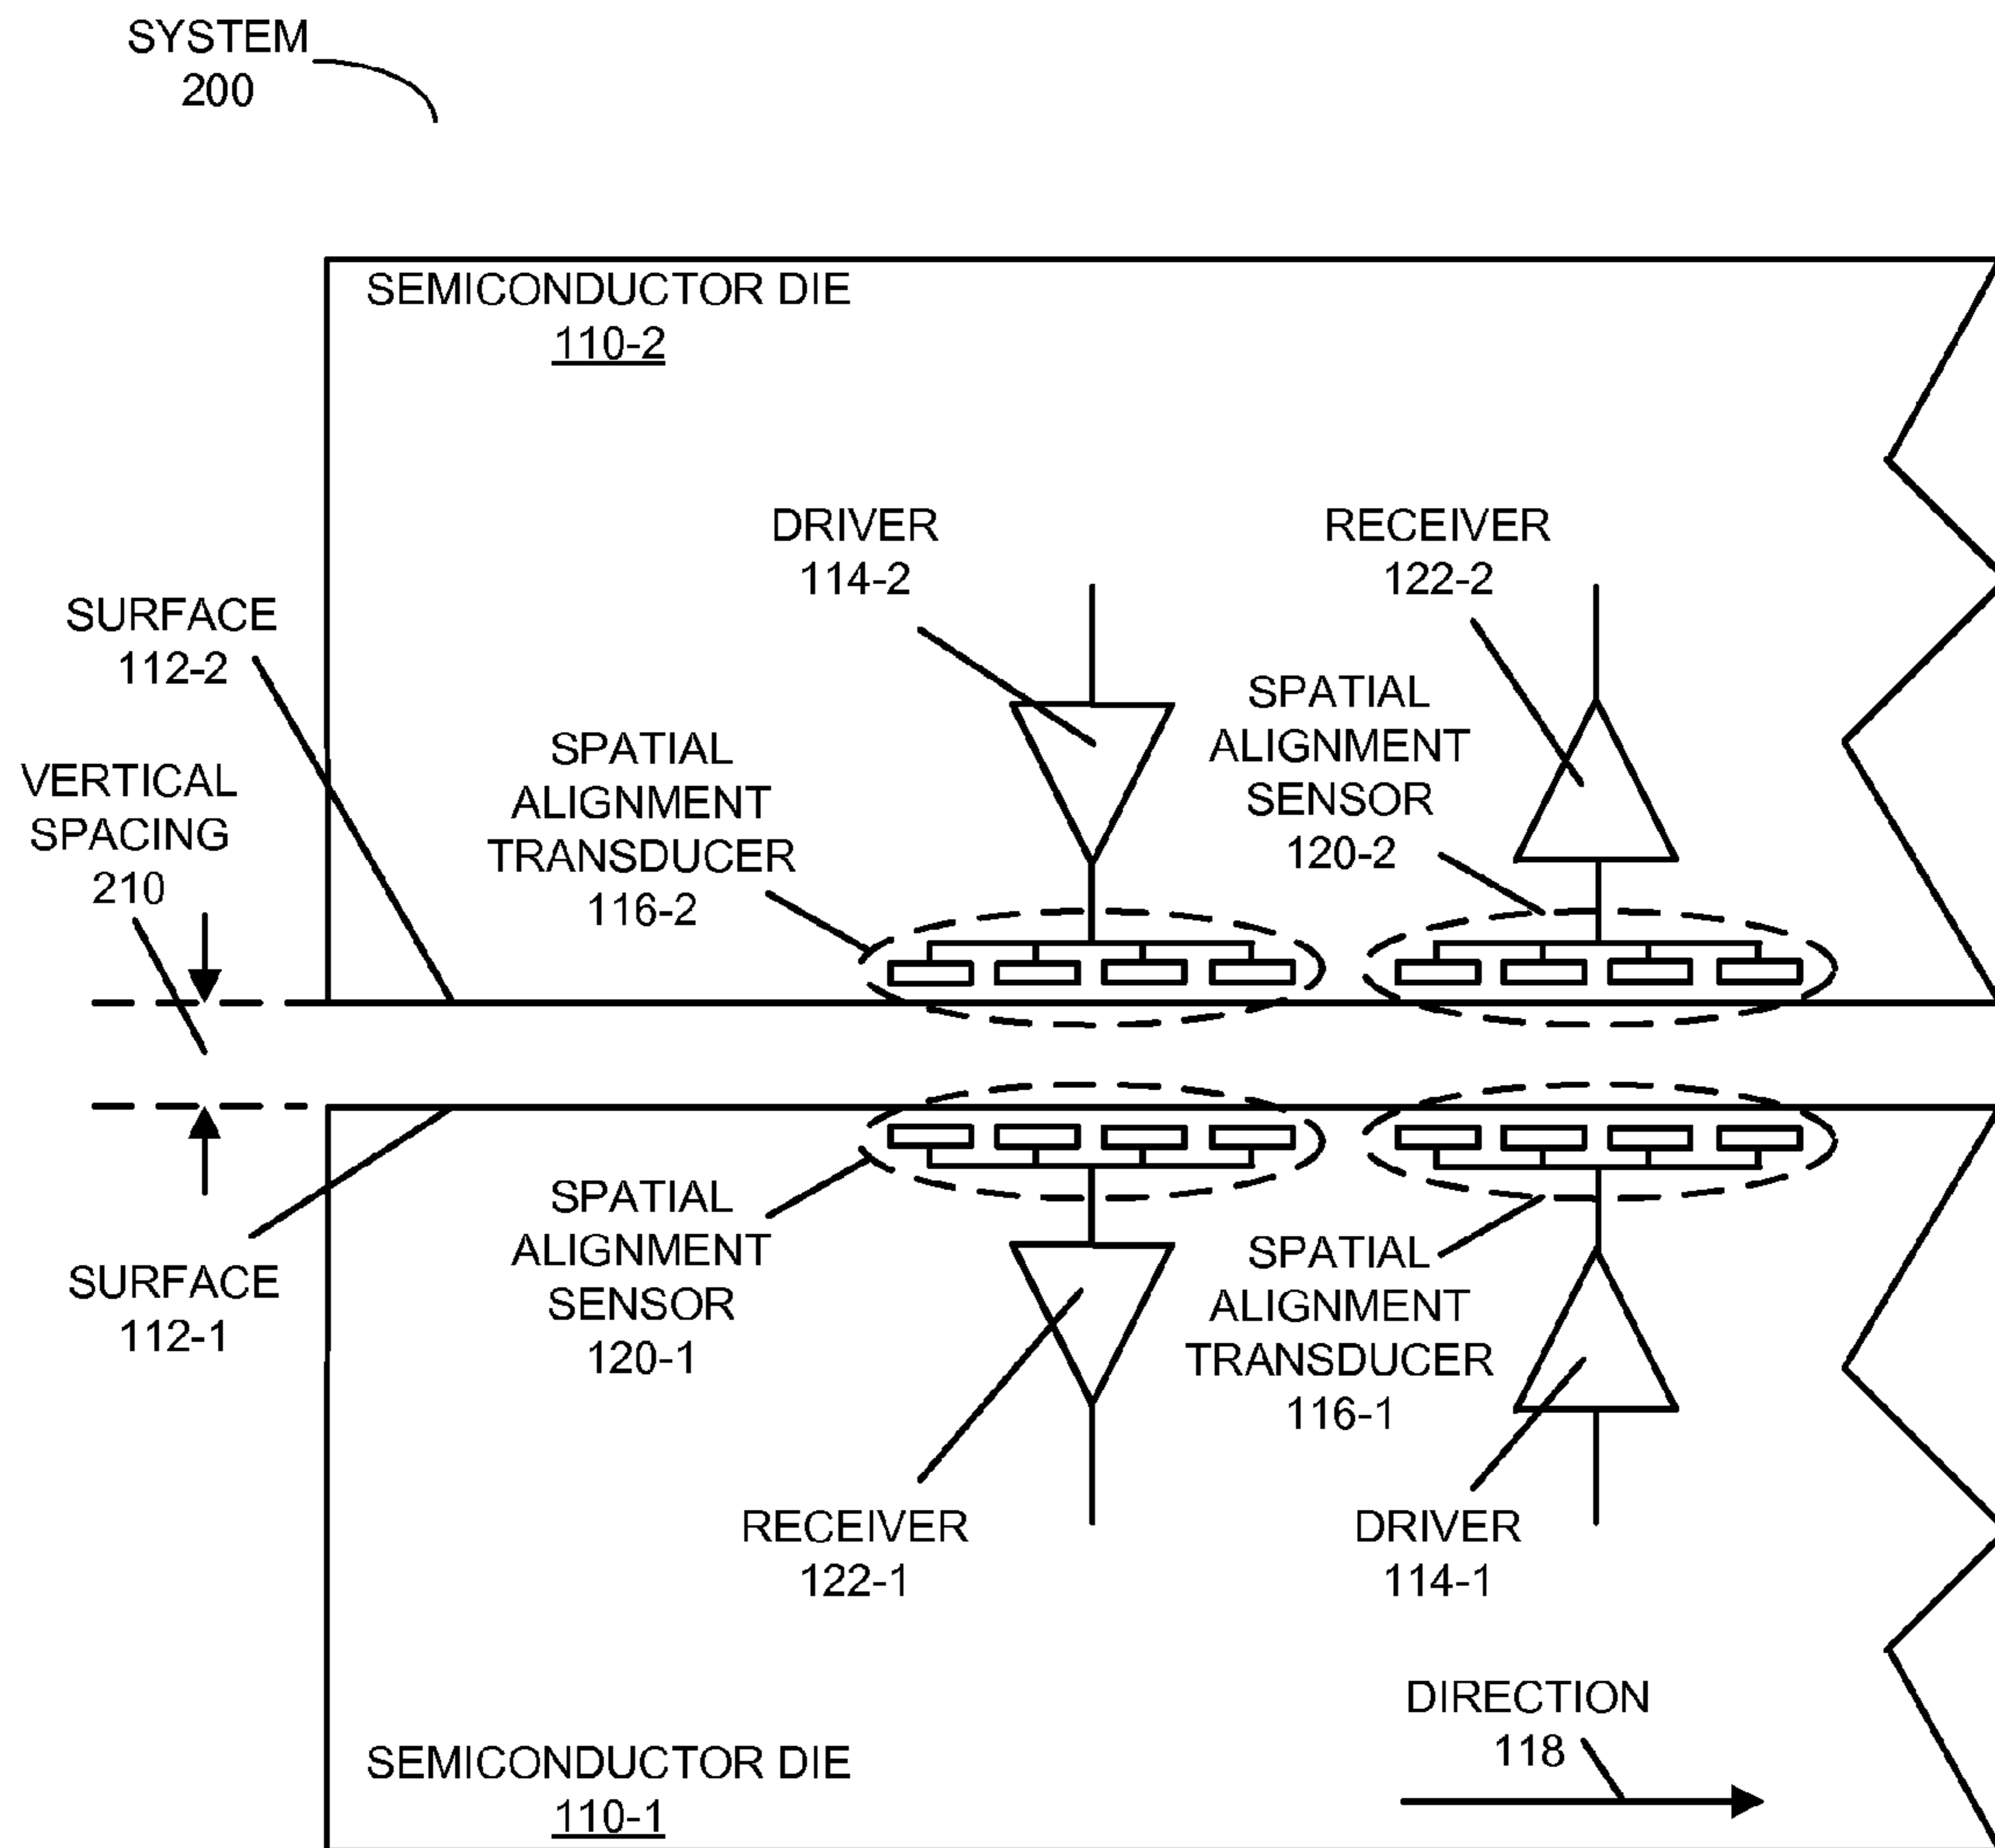 SYSTEM
200
SEMICONDUCTOR DIE
110-2
DRIVER
114-2
RECEIVER
122-2
SURFACE
112-2
SPATIAL
ALIGNMENT
SENSOR
120-2
SPATIAL
ALIGNMENT
TRANSDUCER
116-2
VERTICAL
SPACING
210
SURFACE
112-1
SPATIAL
ALIGNMENT
SENSOR
120-1
SPATIAL
ALIGNMENT
TRANSDUCER
116-1
RECEIVER
122-1
DRIVER
114-1
DIRECTION
118
SEMICONDUCTOR DIE
110-1